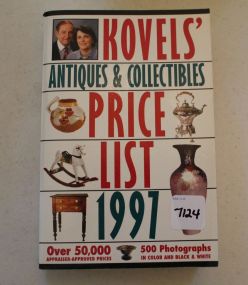 KOVELS'
ANTIQUES & COLLECTIBLES
PRICE
LIST
1997
7124
Over 50,000
APPRAISER-APPROVED PRICES
500 Photographs
IN COLOR AND BLACK & WHITE